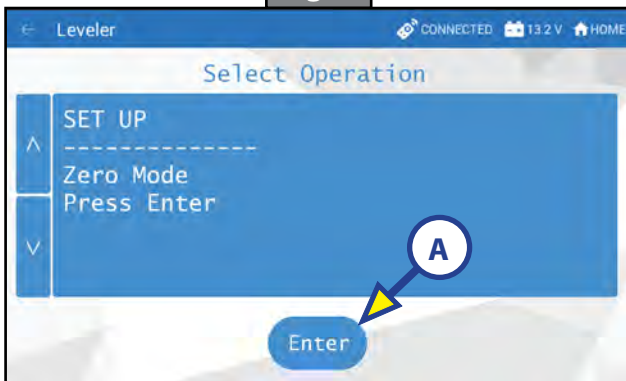 ← Leveler CONNECTED 13.2 V HOME
Select Operation
SET UP
--------------
Zero Mode
Press Enter
A
Enter